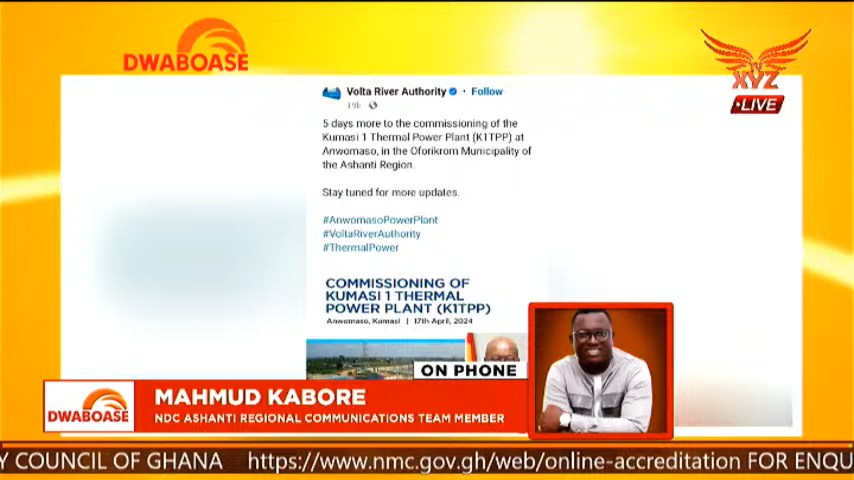 DWABOASE
XYZ
LIVE
Volta River Authority · Follow
19h ·
5 days more to the commissioning of the
Kumasi 1 Thermal Power Plant (K1TPP) at
Anwomaso, in the Oforikrom Municipality of
the Ashanti Region.
Stay tuned for more updates.
#AnwomasoPowerPlant
#VoltaRiverAuthority
#ThermalPower
COMMISSIONING OF
KUMASI 1 THERMAL
POWER PLANT (K1TPP)
Anwomaso, Kumasi | 17th April, 2024
ON PHONE
DWABOASE
MAHMUD KABORE
NDC ASHANTI REGIONAL COMMUNICATIONS TEAM MEMBER
Y COUNCIL OF GHANA https://www.nmc.gov.gh/web/online-accreditation FOR ENQU